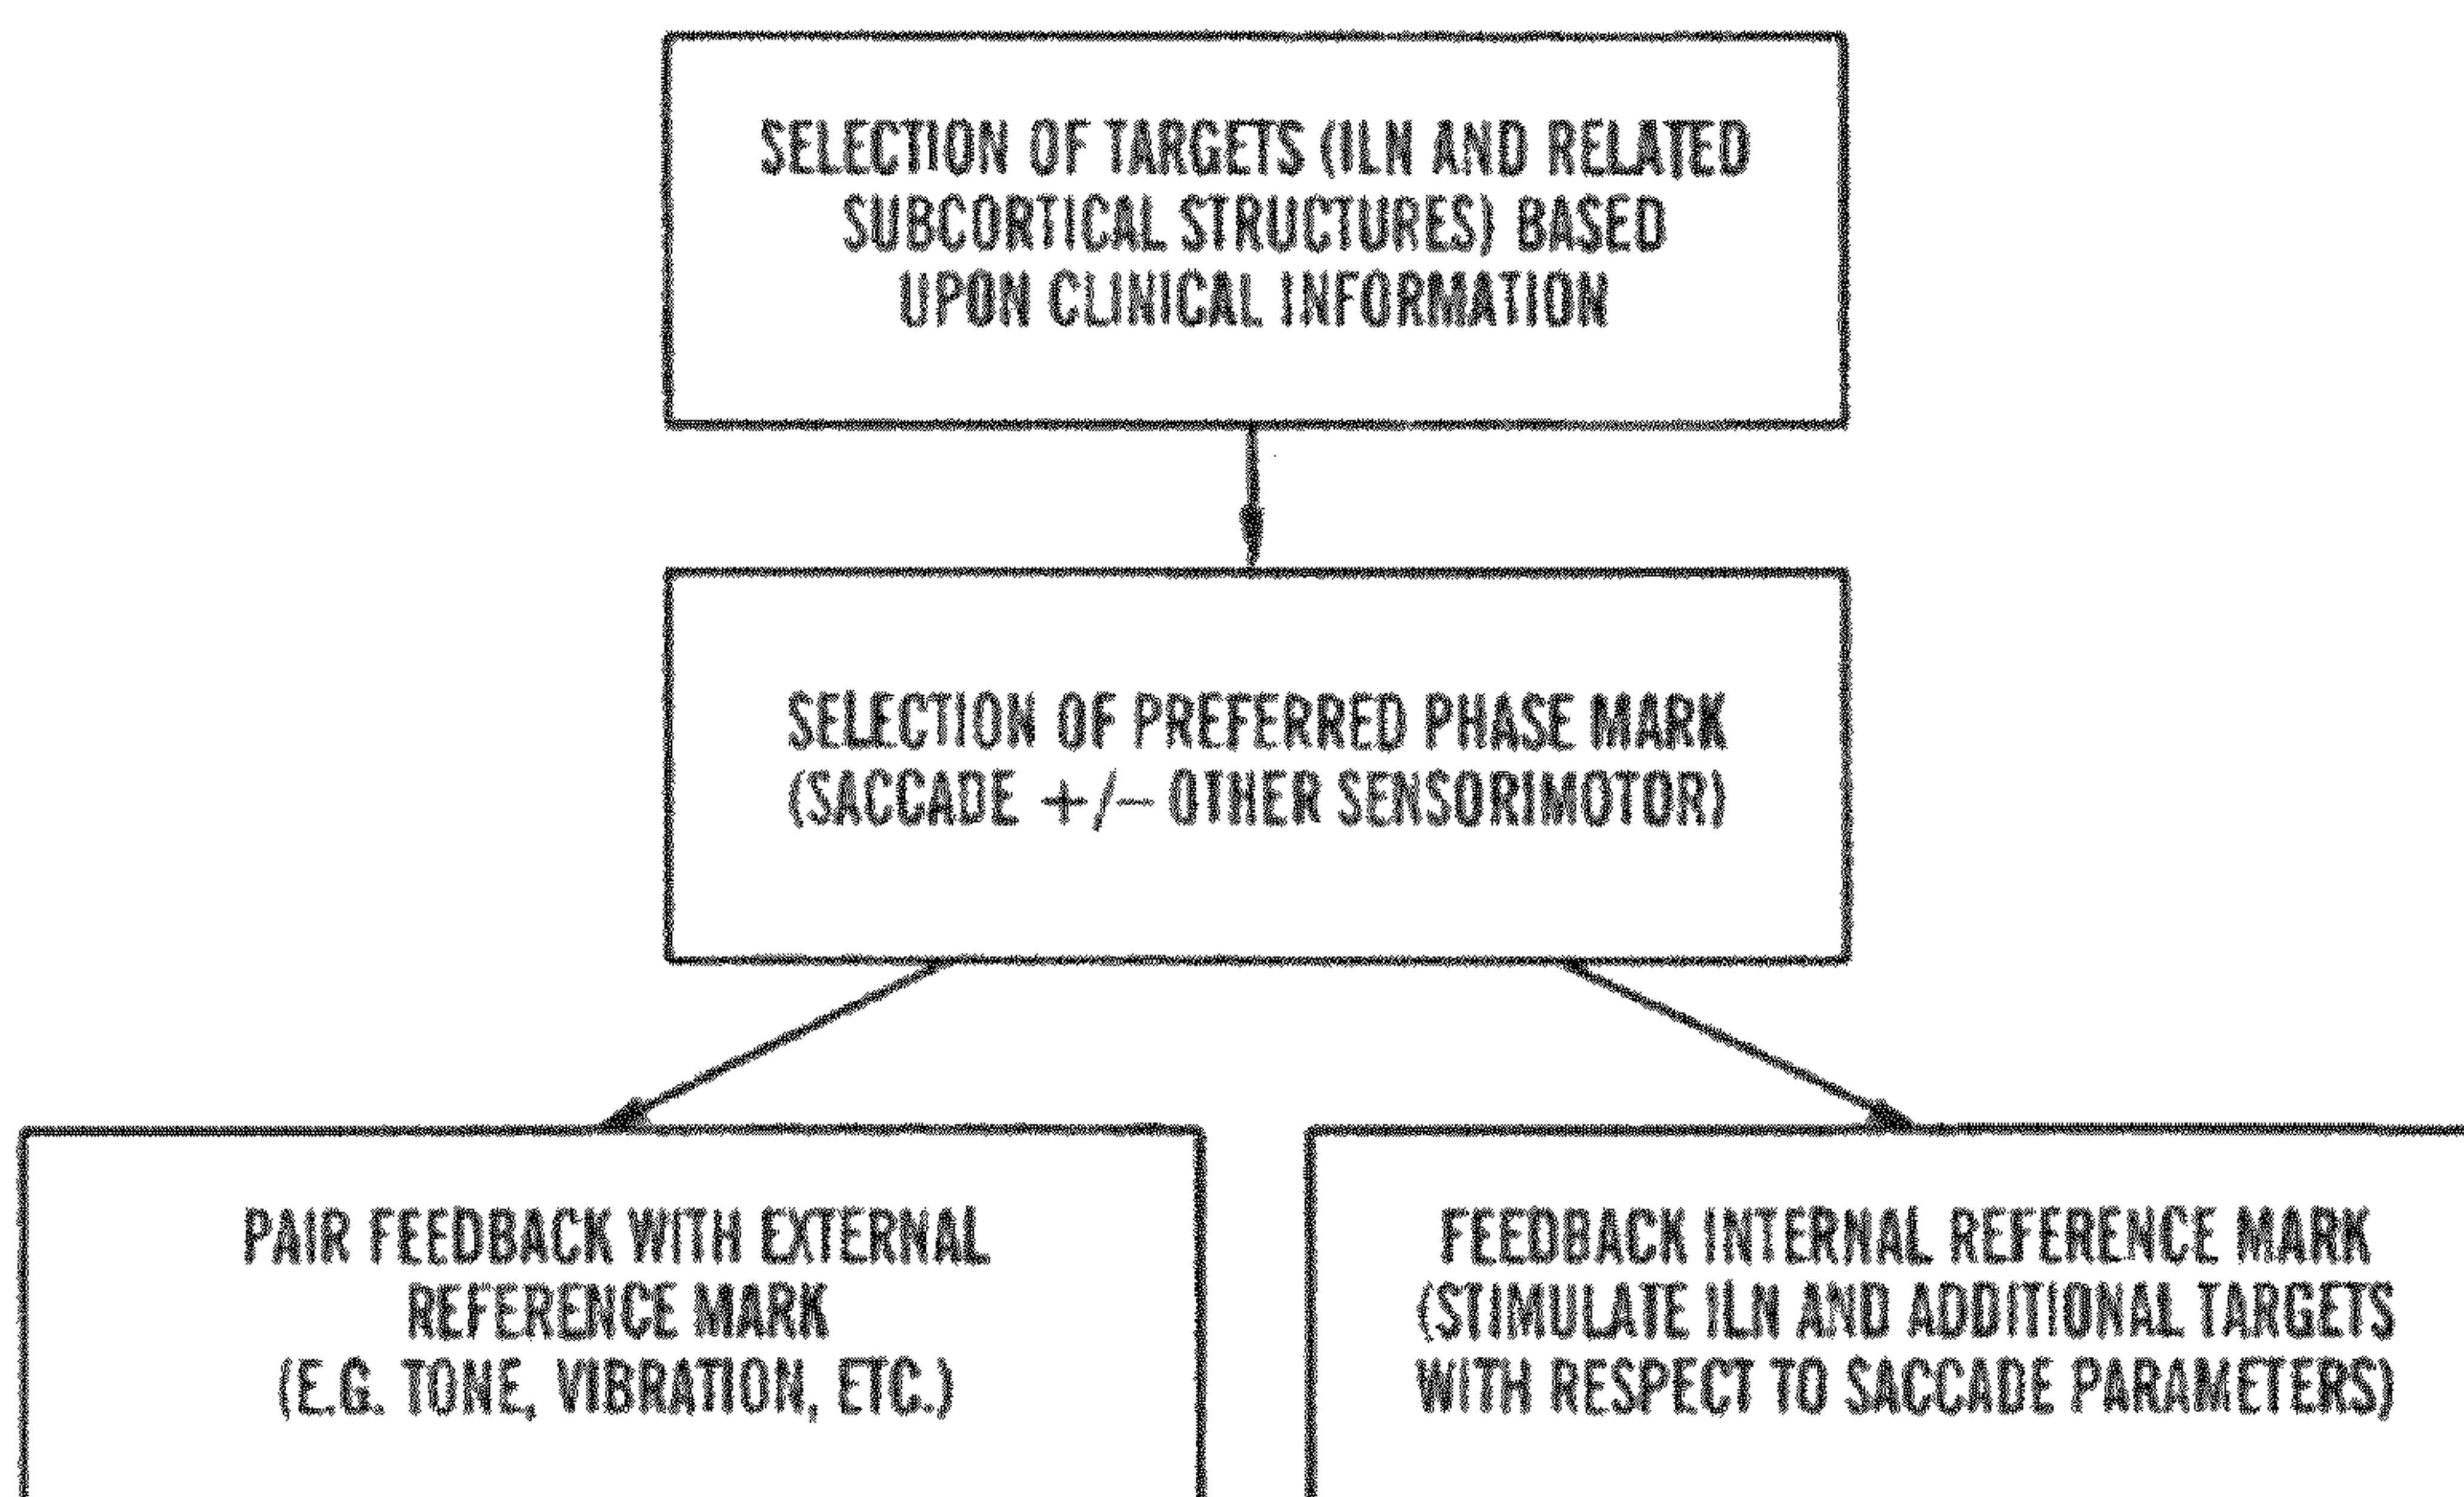 SELECTION OF TARGETS (ILN AND RELATED
SUBCORTICAL STRUCTURES) BASED
UPON CLINICAL INFORMATION
SELECTION OF PREFERRED PHASE MARK
(SACCADE +/- OTHER SENSORIMOTOR)
PAIR FEEDBACK WITH EXTERNAL
REFERENCE MARK
(E.G. TONE, VIBRATION, ETC.)
FEEDBACK INTERNAL REFERENCE MARK
(STIMULATE ILN AND ADDITIONAL TARGETS
WITH RESPECT TO SACCADE PARAMETERS)